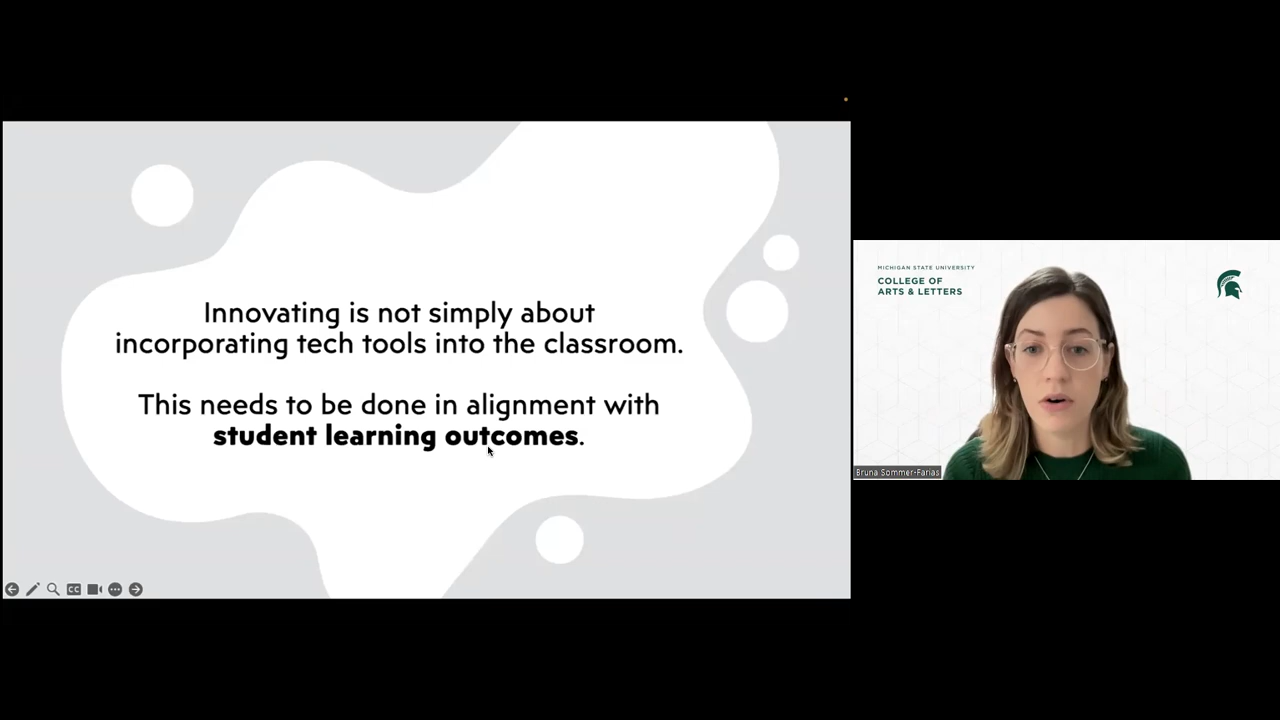 Innovating is not simply about
incorporating tech tools into the classroom.
This needs to be done in alignment with
student learning outcomes.
CC
MICHIGAN STATE UNIVERSITY
COLLEGE OF
ARTS & LETTERS
Bruna Sommer-Farias